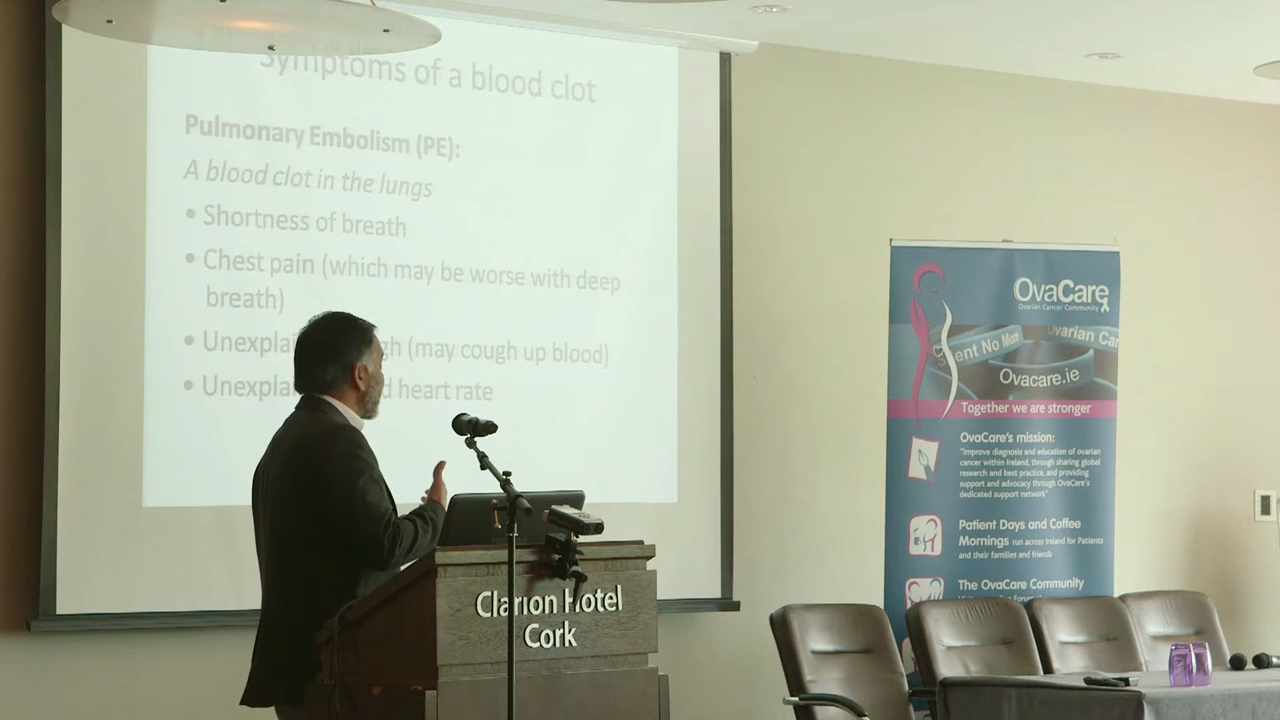 Symptoms of a blood clot
Pulmonary Embolism (PE):
A blood clot in the lungs
• Shortness of breath
• Chest pain (which may be worse with deep
breath)
• Unexplai gh (may cough up blood)
• Unexpla d heart rate
Clarion Hotel
Cork
OvaCare
Ovarian Cancer Community
ent No Mor
Ovarian Can
Ovacare.ie
Together we are stronger
OvaCare's mission:
"Improve diagnosis and education of ovarian
cancer within Ireland, through sharing global
research and best practice, and providing
support and advocacy through OvaCare's
dedicated support network"
Patient Days and Coffee
Mornings run across Ireland for Patients
and their families and friends
The OvaCare Community